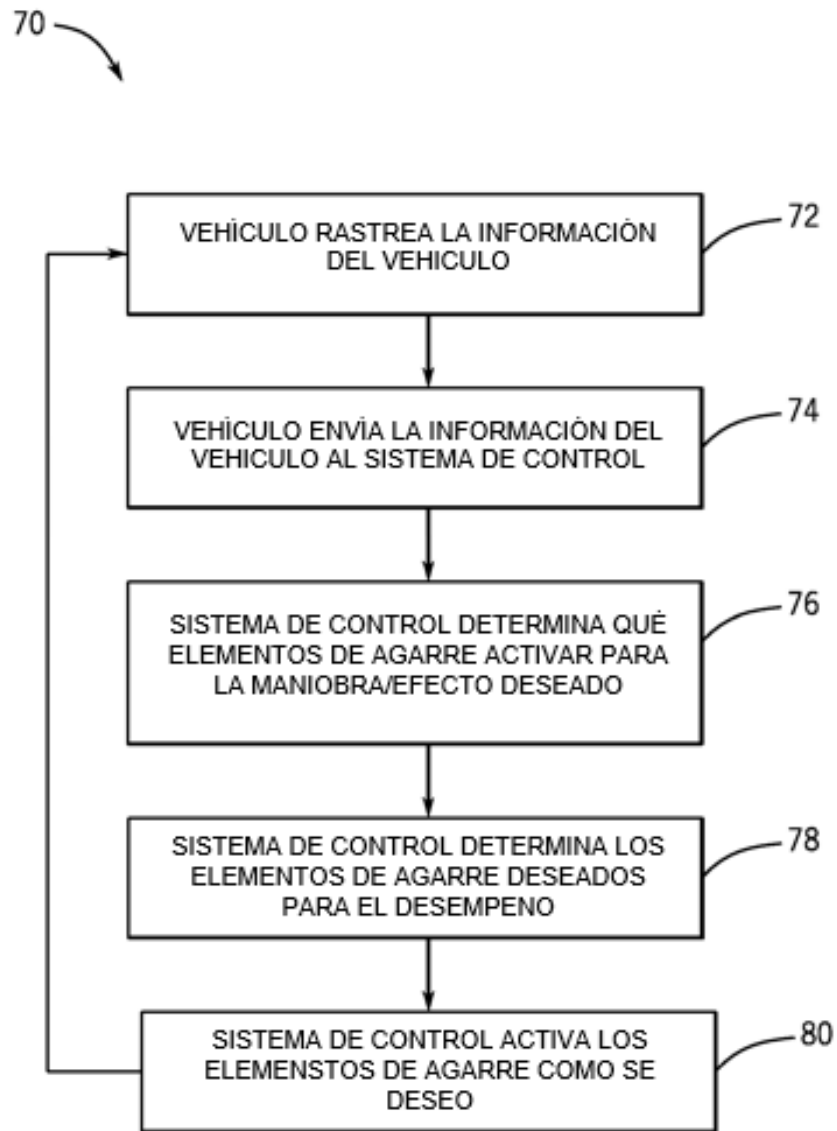 70
VEHÍCULO RASTREA LA INFORMACIÓN
DEL VEHICULO
72
VEHÍCULO ENVÍA LA INFORMACIÓN DEL
VEHICULO AL SISTEMA DE CONTROL
74
SISTEMA DE CONTROL DETERMINA QUÉ
ELEMENTOS DE AGARRE ACTIVAR PARA
LA MANIOBRA/EFECTO DESEADO
76
SISTEMA DE CONTROL DETERMINA LOS
ELEMENTOS DE AGARRE DESEADOS
PARA EL DESEMPENO
78
SISTEMA DE CONTROL ACTIVA LOS
ELEMENSTOS DE AGARRE COMO SE
DESEO
80